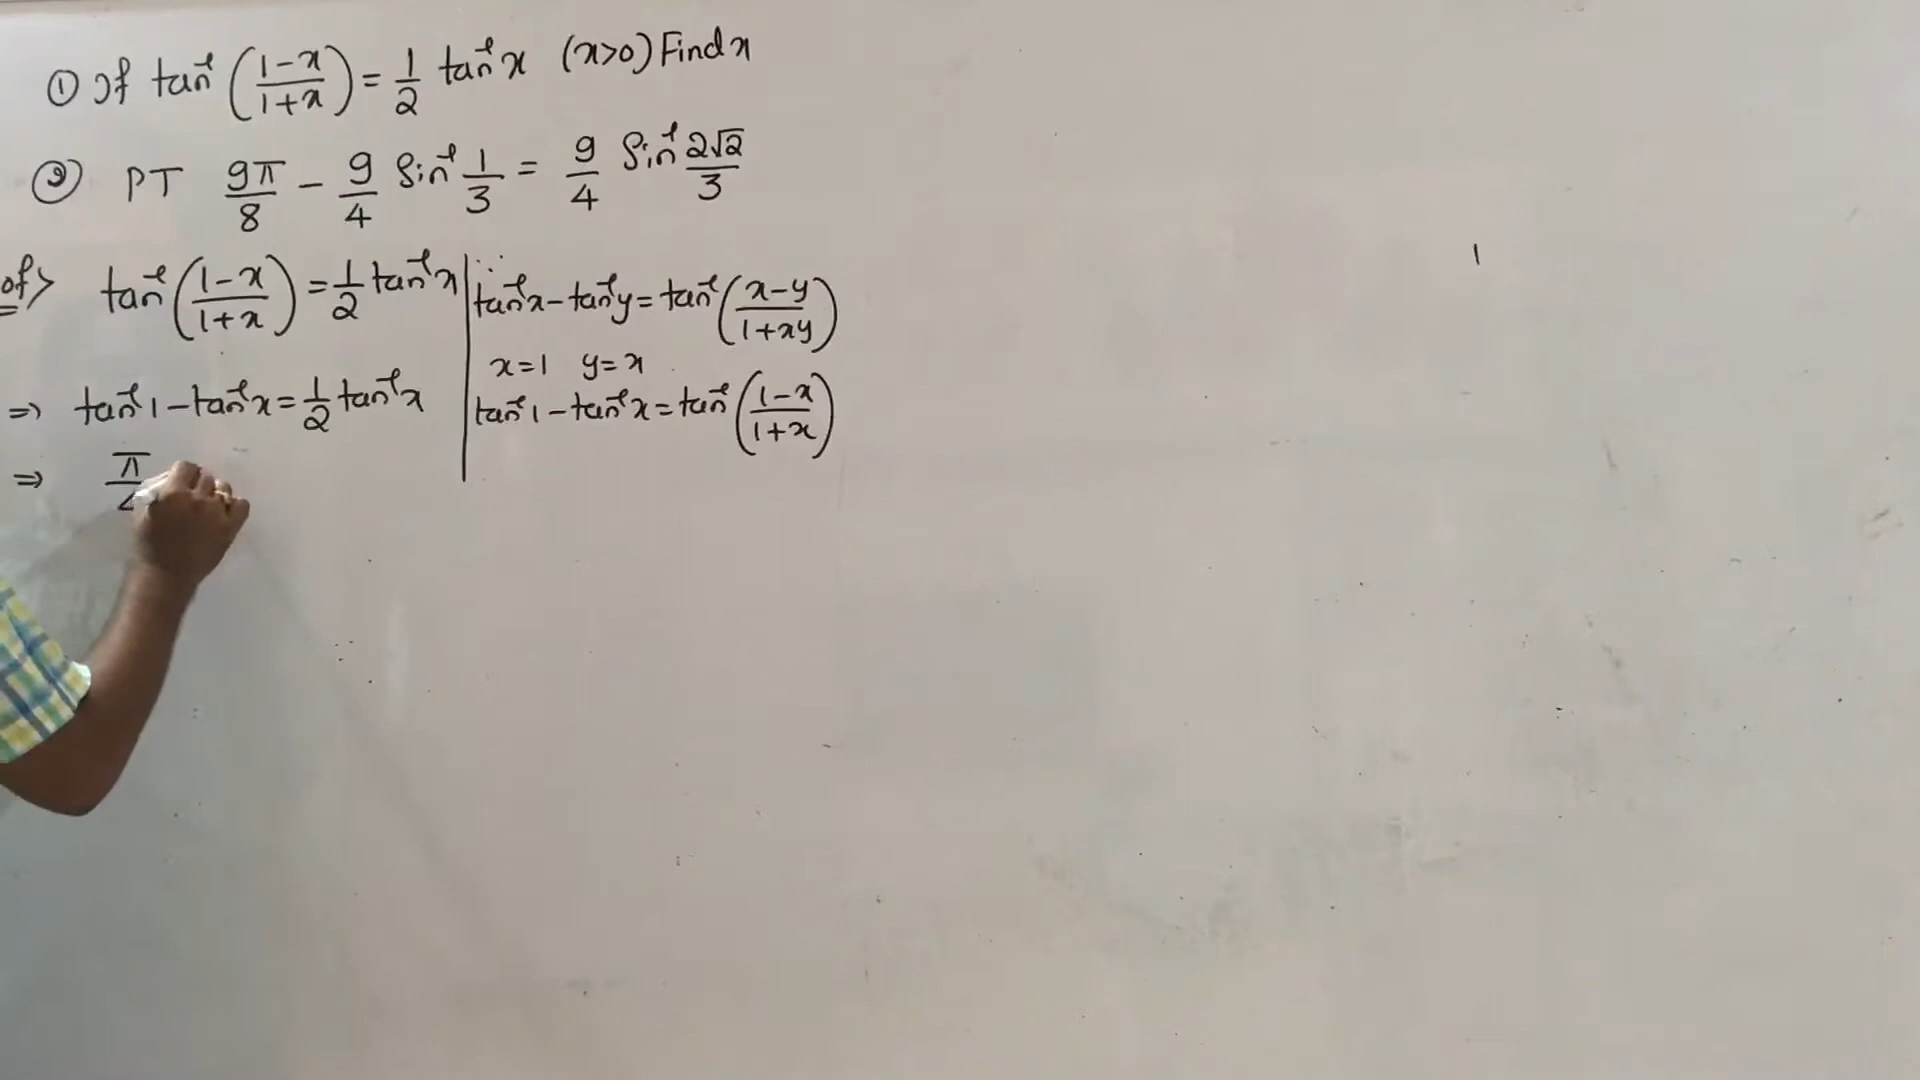 ① If tan⁻¹((1-x)/(1+x)) = 1/2 tan⁻¹x (x>0) Find x
② PT 9π/8 - 9/4 Sin⁻¹ 1/3 = 9/4 Sin⁻¹ 2√2/3
of> tan⁻¹((1-x)/(1+x)) = 1/2 tan⁻¹x
⇒ tan⁻¹1 - tan⁻¹x = 1/2 tan⁻¹x
⇒ π/4
∵ tan⁻¹x - tan⁻¹y = tan⁻¹((x-y)/(1+xy))
x=1 y=x
tan⁻¹1 - tan⁻¹x = tan⁻¹((1-x)/(1+x))
1